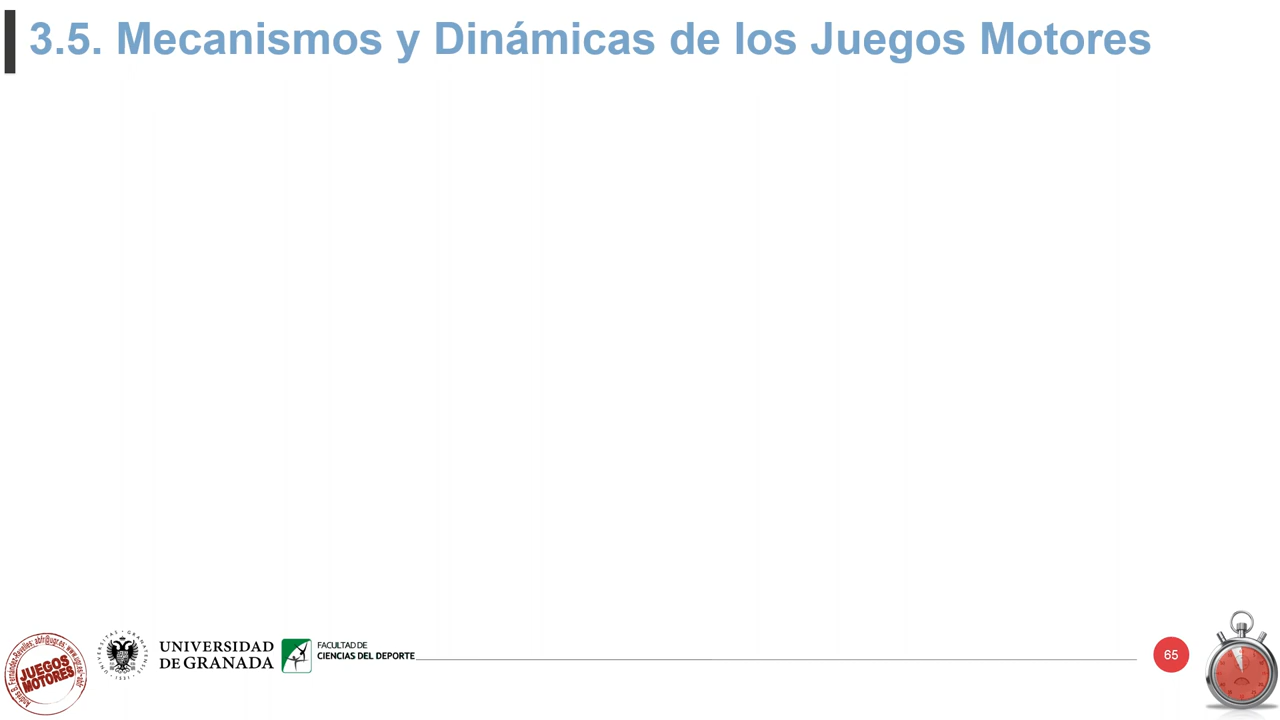 3.5. Mecanismos y Dinámicas de los Juegos Motores
JUEGOS
MOTORES
UNIVERSIDAD
DE GRANADA
FACULTAD DE
CIENCIAS DEL DEPORTE
65